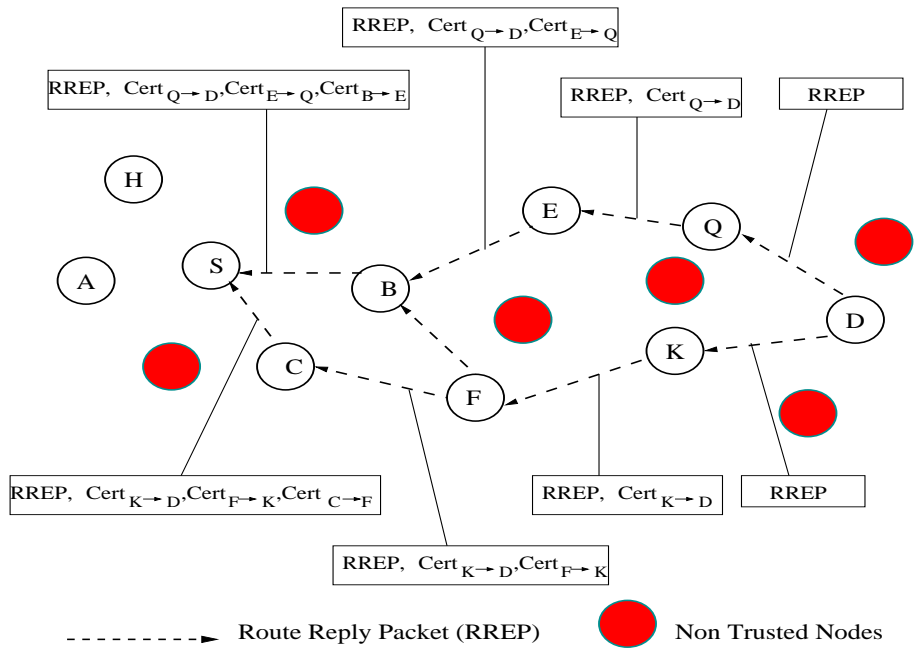 RREP, Cert Q→D,Cert E→Q
RREP, Cert Q→D,Cert E→Q,Cert B→E
RREP, Cert Q→D
RREP
H
E
Q
S
A
B
D
K
C
F
RREP, Cert K→D,Cert F→K,Cert C→F
RREP, Cert K→D
RREP
RREP, Cert K→D,Cert F→K
Route Reply Packet (RREP)
Non Trusted Nodes